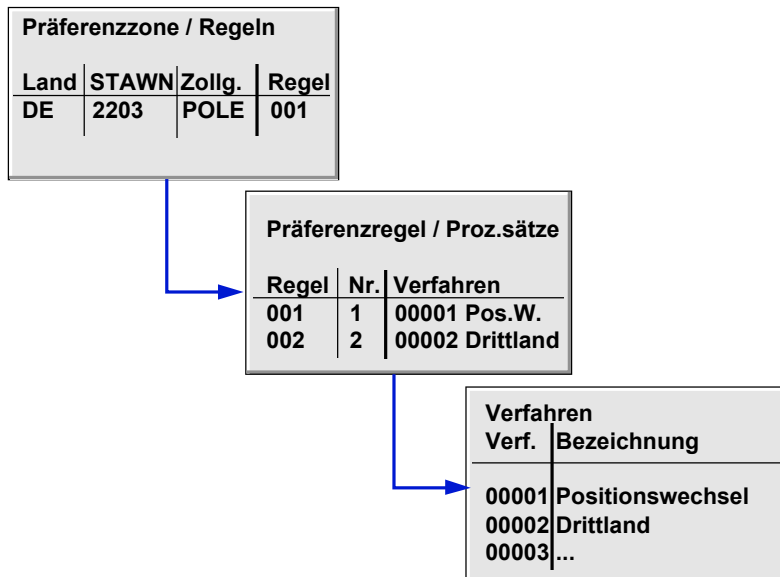 Präferenzzone / Regeln
Land STAWN Zollg. Regel
DE 2203 POLE 001
Präferenzregel / Proz.sätze
Regel Nr. Verfahren
001 1 00001 Pos.W.
002 2 00002 Drittland
Verfahren
Verf. Bezeichnung
00001 Positionswechsel
00002 Drittland
00003 ...